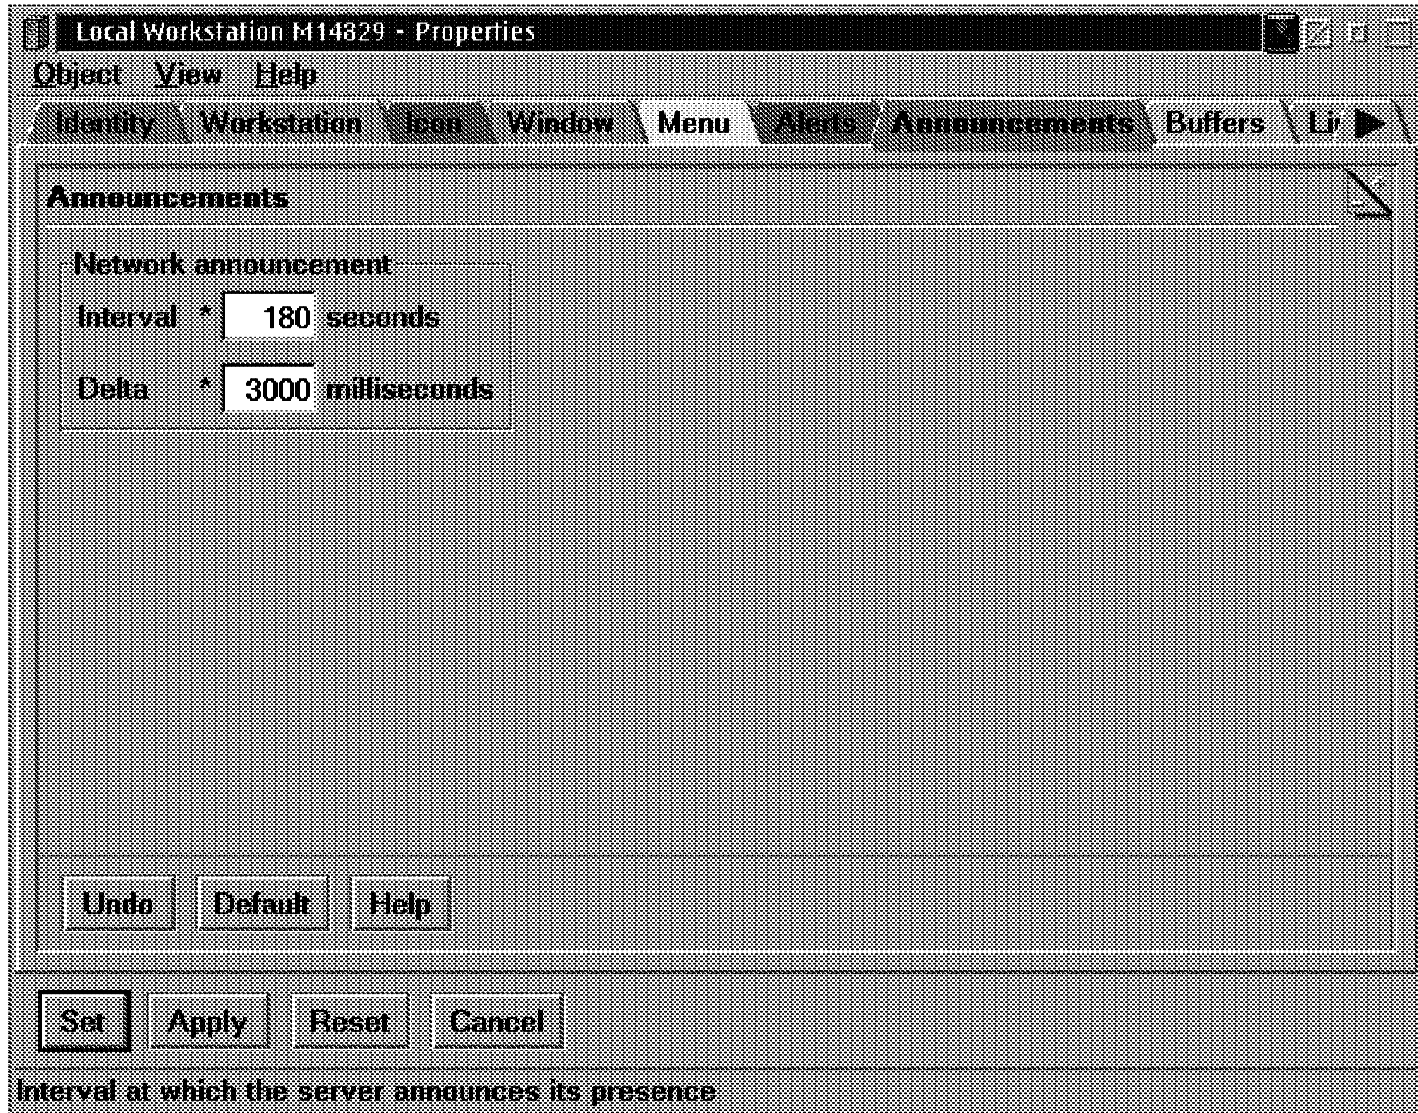 Local Workstation M14829 - Properties
Object View Help
Identity Workstation Icon Window Menu Alerts Announcements Buffers
Announcements
Network announcement
Interval * 180 seconds
Delta * 3000 milliseconds
Undo Default Help
Set Apply Reset Cancel
Interval at which the server announces its presence